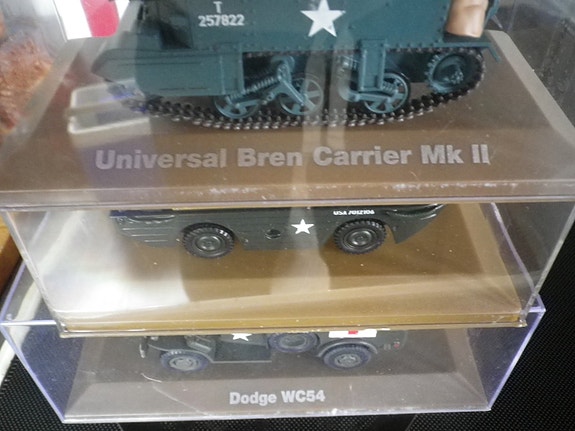 T
257822
Universal Bren Carrier Mk II
USA 7012106
Dodge WC54